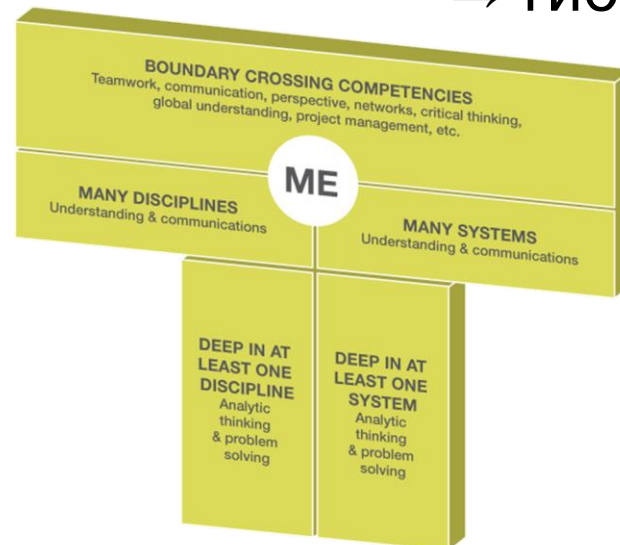 BOUNDARY CROSSING COMPETENCIES
Teamwork, communication, perspective, networks, critical thinking,
global understanding, project management, etc.
ME
MANY DISCIPLINES
Understanding & communications
MANY SYSTEMS
Understanding & communications
DEEP IN AT
LEAST ONE
DISCIPLINE
Analytic
thinking
& problem
solving
DEEP IN AT
LEAST ONE
SYSTEM
Analytic
thinking
& problem
solving